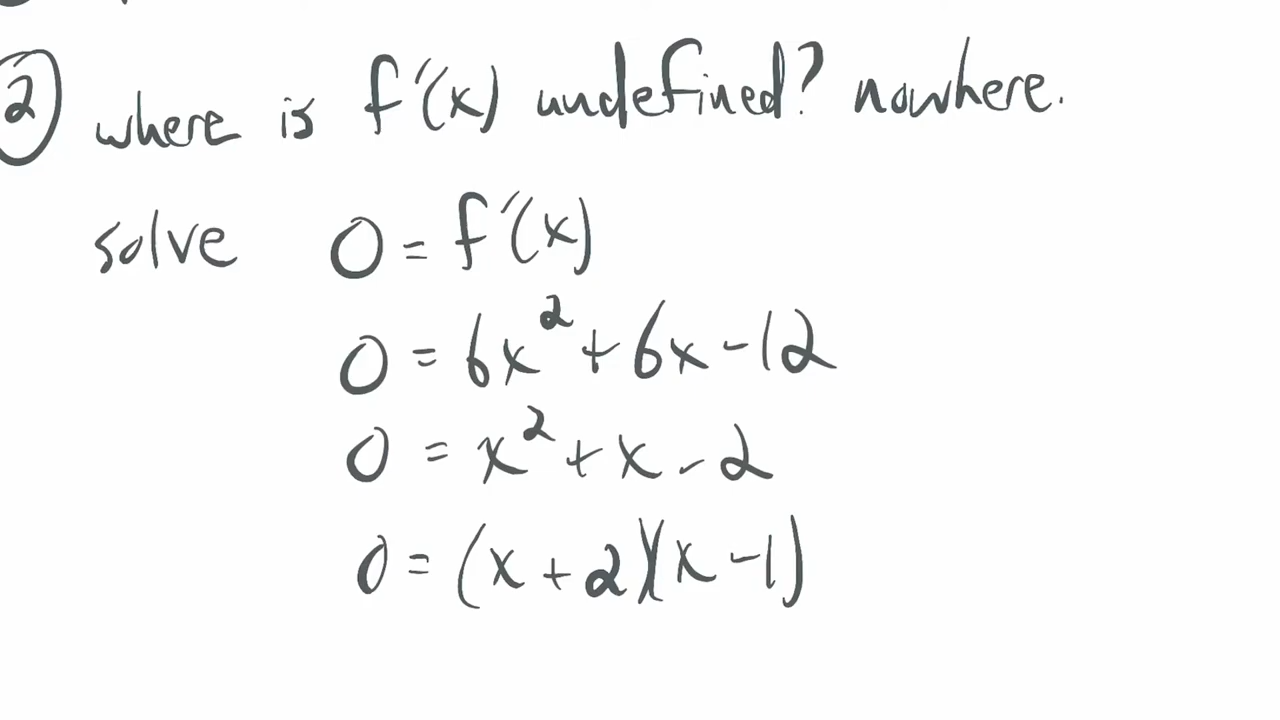 ② where is f'(x) undefined? nowhere.
solve 0 = f'(x)
0 = 6x² + 6x - 12
0 = x² + x - 2
0 = (x + 2)(x - 1)